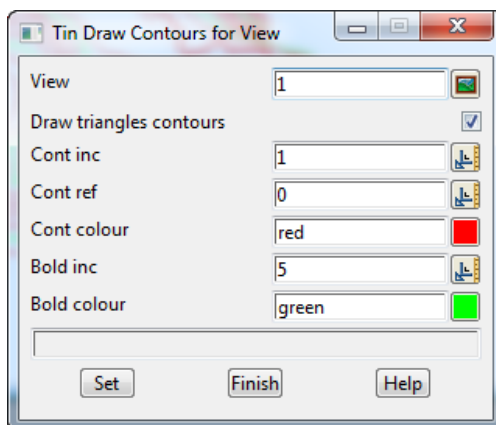 Tin Draw Contours for View
View 1
Draw triangles contours
Cont inc 1
Cont ref 0
Cont colour red
Bold inc 5
Bold colour green
Set Finish Help